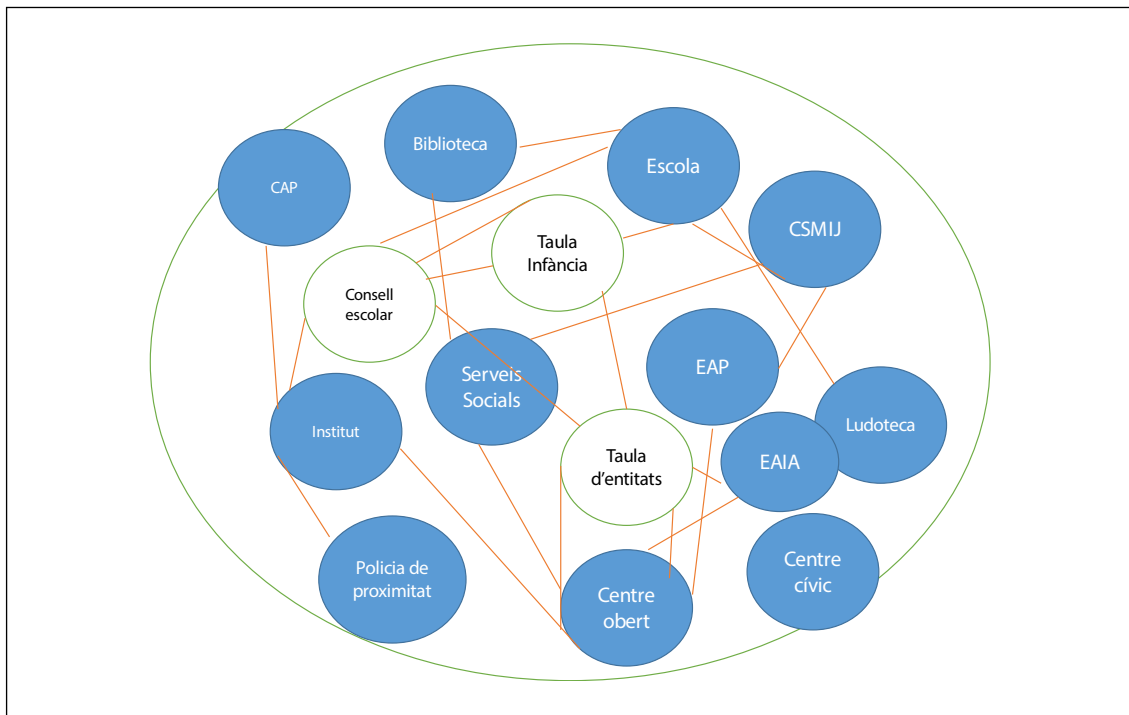 Biblioteca
Escola
CAP
CSMIJ
Taula
Infància
Consell
escolar
Serveis
Socials
EAP
Institut
Ludoteca
Taula
d'entitats
EAIA
Policia de
proximitat
Centre
obert
Centre
cívic